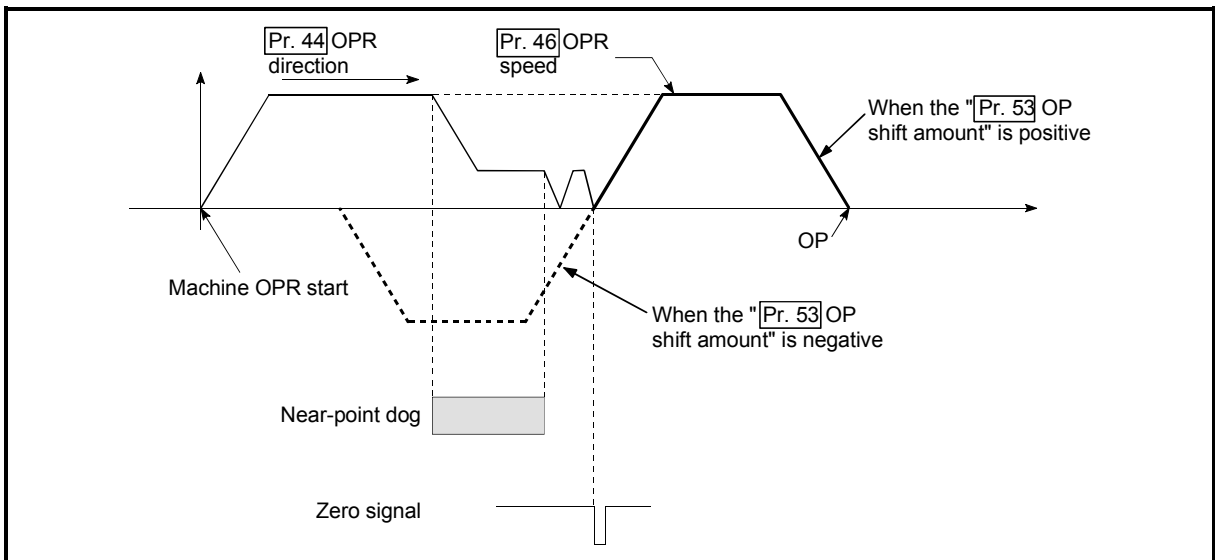 Pr. 44 OPR
direction
Pr. 46 OPR
speed
When the "Pr. 53 OP
shift amount" is positive
OP
Machine OPR start
When the "Pr. 53 OP
shift amount" is negative
Near-point dog
Zero signal